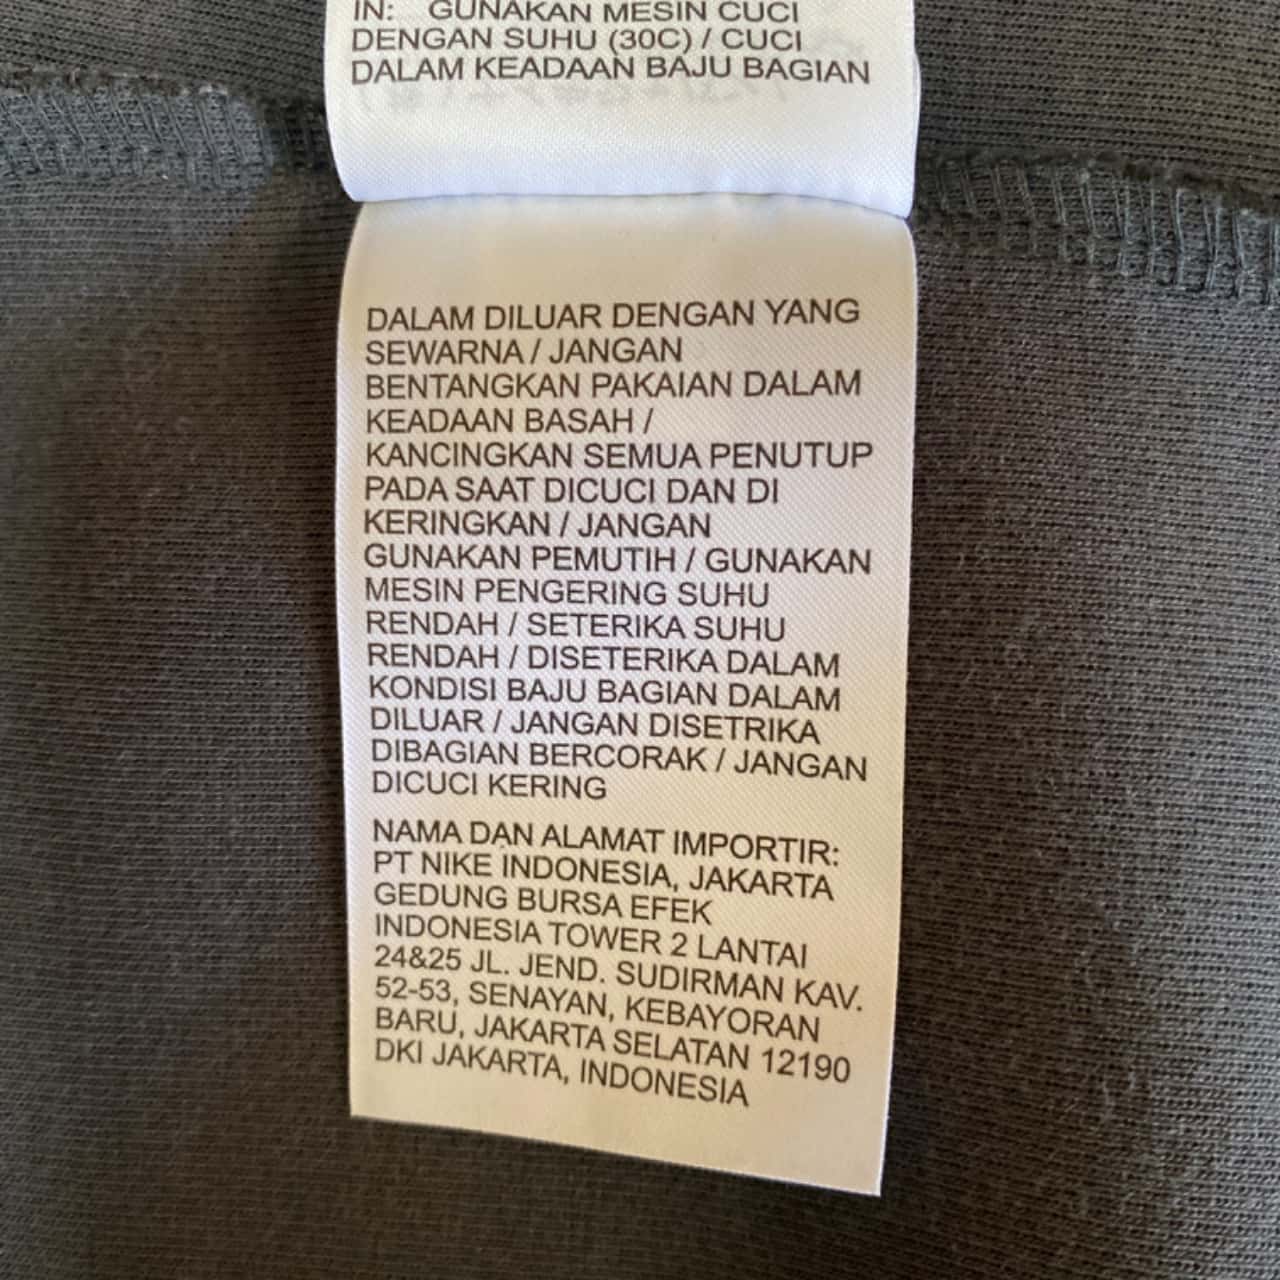 IN: GUNAKAN MESIN CUCI
DENGAN SUHU (30C) / CUCI
DALAM KEADAAN BAJU BAGIAN
DALAM DILUAR DENGAN YANG
SEWARNA / JANGAN
BENTANGKAN PAKAIAN DALAM
KEADAAN BASAH /
KANCINGKAN SEMUA PENUTUP
PADA SAAT DICUCI DAN DI
KERINGKAN / JANGAN
GUNAKAN PEMUTIH / GUNAKAN
MESIN PENGERING SUHU
RENDAH / SETERIKA SUHU
RENDAH / DISETERIKA DALAM
KONDISI BAJU BAGIAN DALAM
DILUAR / JANGAN DISETRIKA
DIBAGIAN BERCORAK / JANGAN
DICUCI KERING
NAMA DAN ALAMAT IMPORTIR:
PT NIKE INDONESIA, JAKARTA
GEDUNG BURSA EFEK
INDONESIA TOWER 2 LANTAI
24&25 JL. JEND. SUDIRMAN KAV.
52-53, SENAYAN, KEBAYORAN
BARU, JAKARTA SELATAN 12190
DKI JAKARTA, INDONESIA